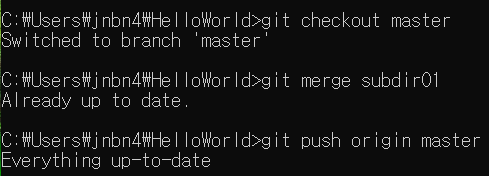 C:₩Users₩jnbn4₩HelloWorld>git checkout master
Switched to branch 'master'
C:₩Users₩jnbn4₩HelloWorld>git merge subdir01
Already up to date.
C:₩Users₩jnbn4₩HelloWorld>git push origin master
Everything up-to-date